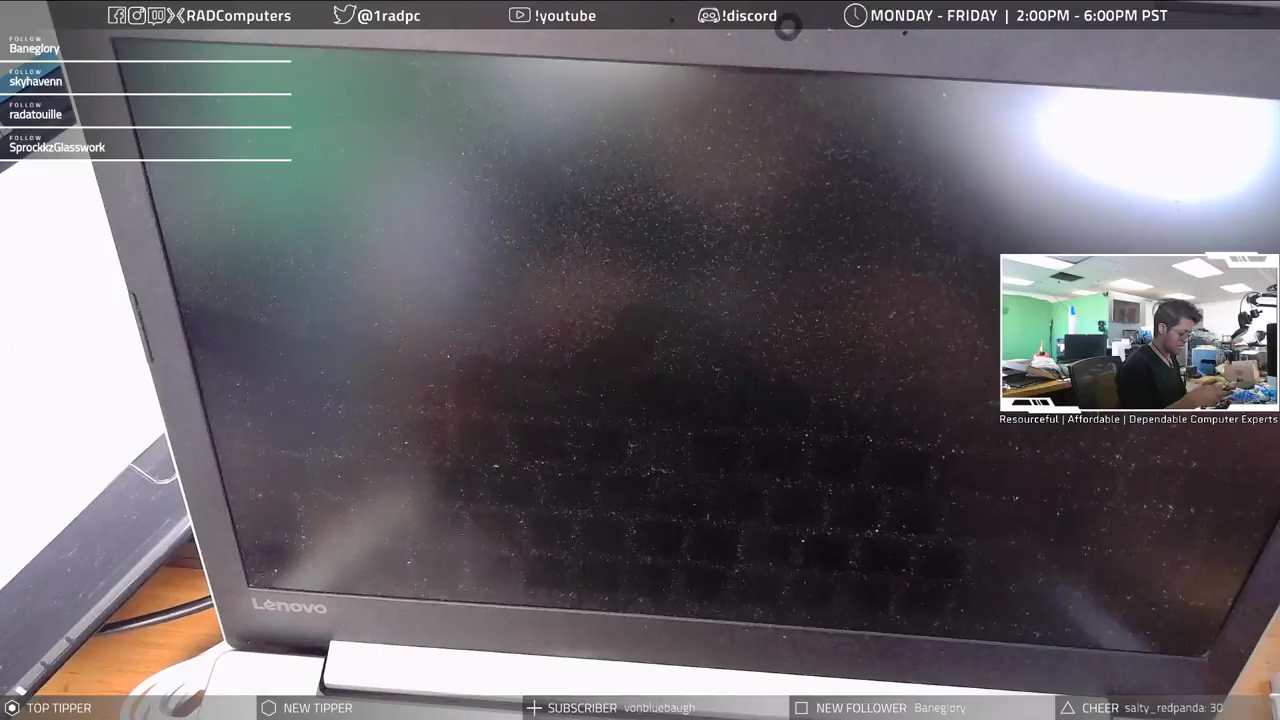 RADComputers @1radpc !youtube !discord MONDAY - FRIDAY | 2:00PM - 6:00PM PST
FOLLOW
Baneglory
FOLLOW
skyhavenn
FOLLOW
radatouille
FOLLOW
SprockkzGlasswork
Resourceful | Affordable | Dependable Computer Experts
Lenovo
TOP TIPPER NEW TIPPER SUBSCRIBER vonbluebaugh NEW FOLLOWER Baneglory CHEER salty_redpanda: 30